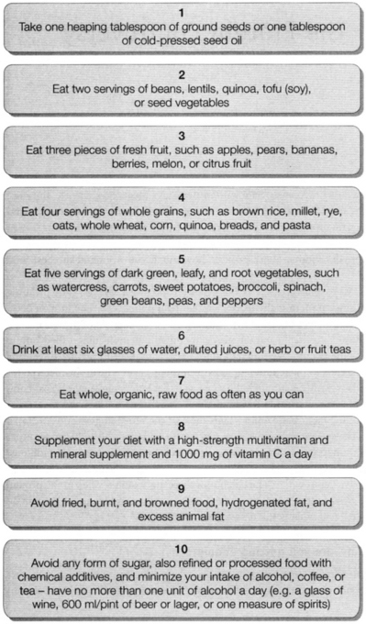 1
Take one heaping tablespoon of ground seeds or one tablespoon
of cold-pressed seed oil
2
Eat two servings of beans, lentils, quinoa, tofu (soy),
or seed vegetables
3
Eat three pieces of fresh fruit, such as apples, pears, bananas,
berries, melon, or citrus fruit
4
Eat four servings of whole grains, such as brown rice, millet, rye,
oats, whole wheat, corn, quinoa, breads, and pasta
5
Eat five servings of dark green, leafy, and root vegetables, such
as watercress, carrots, sweet potatoes, broccoli, spinach,
green beans, peas, and peppers
6
Drink at least six glasses of water, diluted juices, or herb or fruit teas
7
Eat whole, organic, raw food as often as you can
8
Supplement your diet with a high-strength multivitamin and
mineral supplement and 1000 mg of vitamin C a day
9
Avoid fried, burnt, and browned food, hydrogenated fat, and
excess animal fat
10
Avoid any form of sugar, also refined or processed food with
chemical additives, and minimize your intake of alcohol, coffee, or
tea – have no more than one unit of alcohol a day (e.g. a glass of
wine, 600 ml/pint of beer or lager, or one measure of spirits)